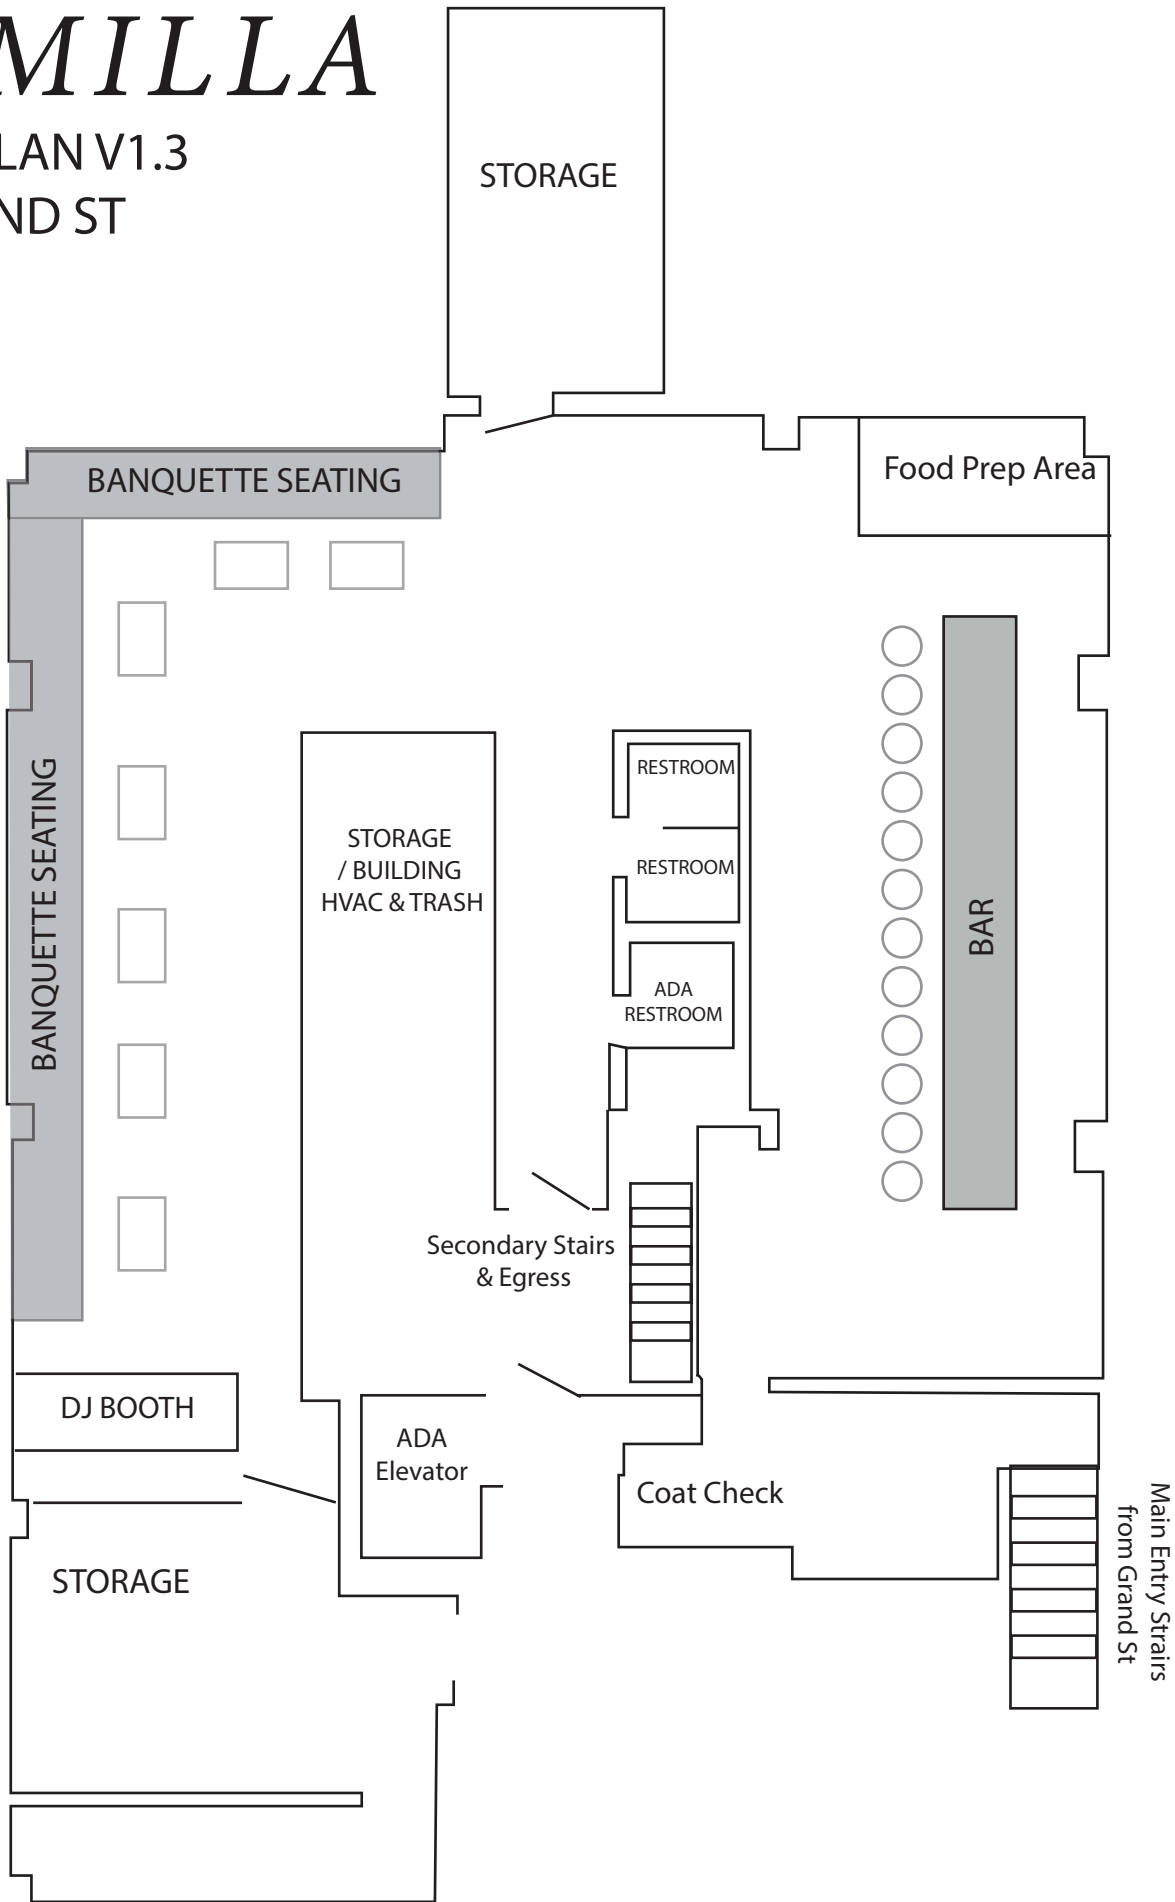 MILLA
LAN V1.3
ND ST
STORAGE
BANQUETTE SEATING
Food Prep Area
BANQUETTE SEATING
STORAGE
/ BUILDING
HVAC & TRASH
RESTROOM
RESTROOM
ADA
RESTROOM
BAR
Secondary Stairs
& Egress
DJ BOOTH
ADA
Elevator
Coat Check
STORAGE
Main Entry Strairs
from Grand St